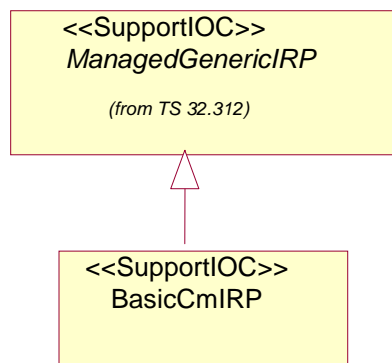 <<SupportIOC>>
ManagedGenericIRP
(from TS 32.312)
<<SupportIOC>>
BasicCmIRP